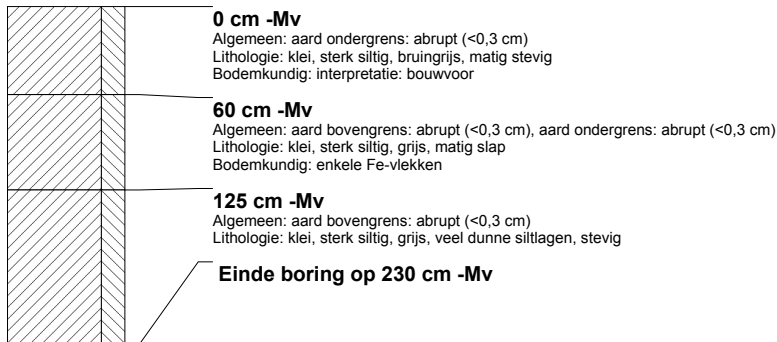 0 cm -Mv
Algemeen: aard ondergrens: abrupt (<0,3 cm)
Lithologie: klei, sterk siltig, bruingrijs, matig stevig
Bodemkundig: interpretatie: bouwvoor
60 cm -Mv
Algemeen: aard bovengrens: abrupt (<0,3 cm), aard ondergrens: abrupt (<0,3 cm)
Lithologie: klei, sterk siltig, grijs, matig slap
Bodemkundig: enkele Fe-vlekken
125 cm -Mv
Algemeen: aard bovengrens: abrupt (<0,3 cm)
Lithologie: klei, sterk siltig, grijs, veel dunne siltlagen, stevig
Einde boring op 230 cm -Mv